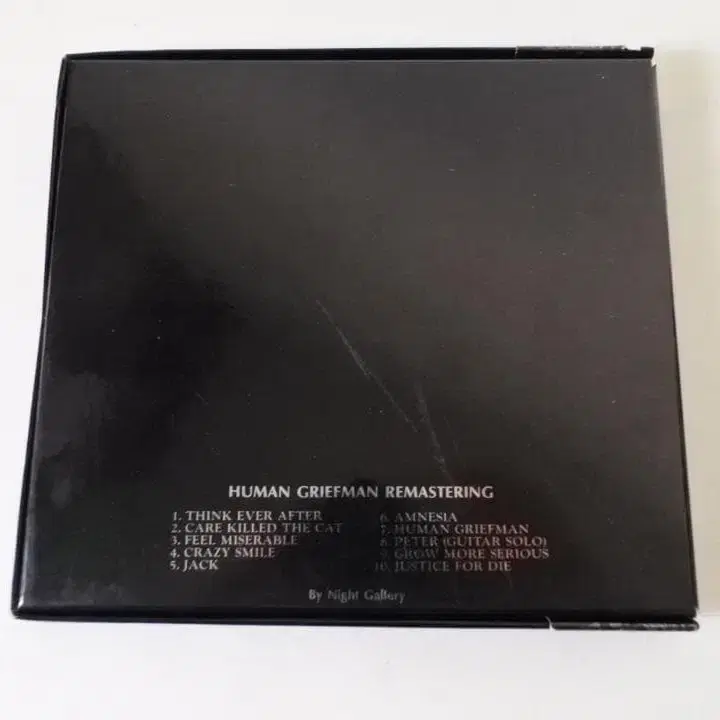 HUMAN GRIEFMAN REMASTERING
1. THINK EVER AFTER
2. CARE KILLED THE CAT
3. FEEL MISERABLE
4. CRAZY SMILE
5. JACK
6. AMNESIA
7. HUMAN GRIEFMAN
8. PETER (GUITAR SOLO)
9. GROW MORE SERIOUS
10. JUSTICE FOR DIE
By Night Gallery